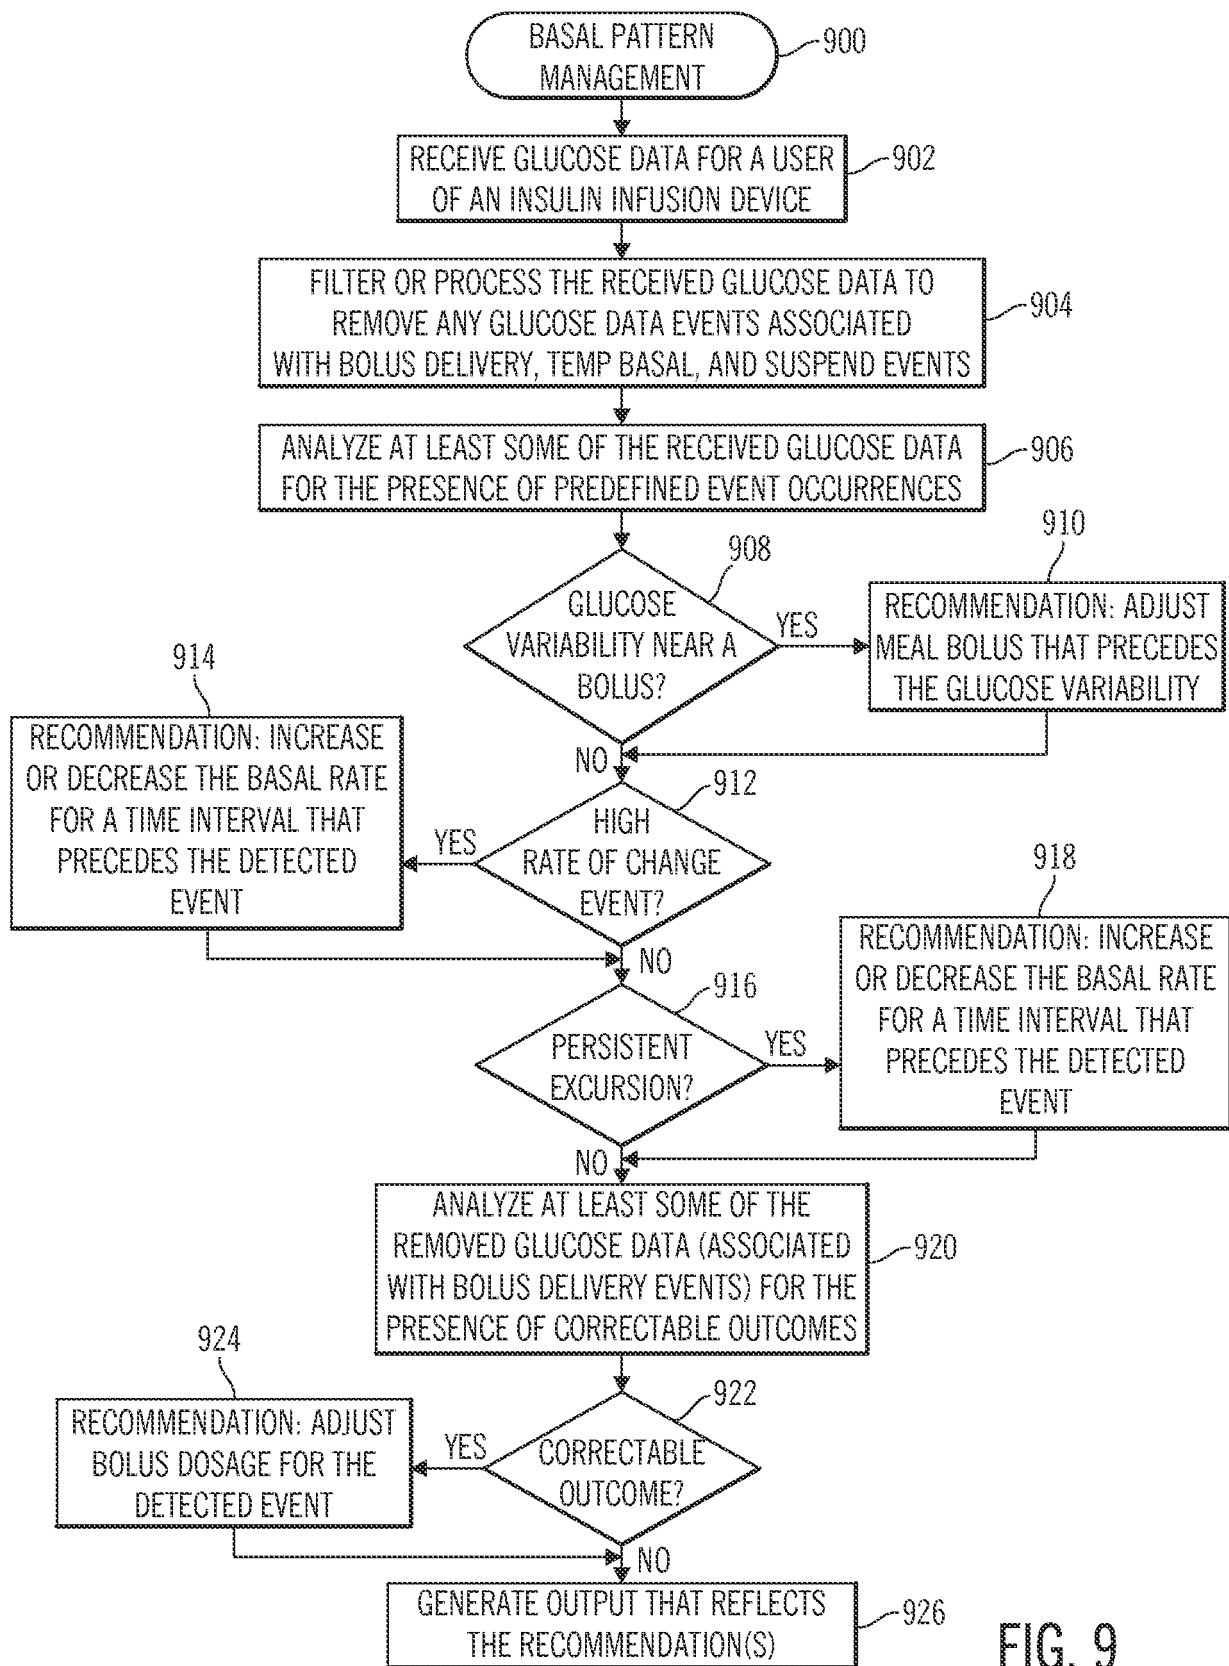 BASAL PATTERN
MANAGEMENT
900
RECEIVE GLUCOSE DATA FOR A USER
OF AN INSULIN INFUSION DEVICE
902
FILTER OR PROCESS THE RECEIVED GLUCOSE DATA TO
REMOVE ANY GLUCOSE DATA EVENTS ASSOCIATED
WITH BOLUS DELIVERY, TEMP BASAL, AND SUSPEND EVENTS
904
ANALYZE AT LEAST SOME OF THE RECEIVED GLUCOSE DATA
FOR THE PRESENCE OF PREDEFINED EVENT OCCURRENCES
906
GLUCOSE
VARIABILITY NEAR A
BOLUS?
908
YES
NO
RECOMMENDATION: ADJUST
MEAL BOLUS THAT PRECEDES
THE GLUCOSE VARIABILITY
910
HIGH
RATE OF CHANGE
EVENT?
912
YES
NO
RECOMMENDATION: INCREASE
OR DECREASE THE BASAL RATE
FOR A TIME INTERVAL THAT
PRECEDES THE DETECTED
EVENT
914
PERSISTENT
EXCURSION?
916
YES
NO
RECOMMENDATION: INCREASE
OR DECREASE THE BASAL RATE
FOR A TIME INTERVAL THAT
PRECEDES THE DETECTED
EVENT
918
ANALYZE AT LEAST SOME OF THE
REMOVED GLUCOSE DATA (ASSOCIATED
WITH BOLUS DELIVERY EVENTS) FOR THE
PRESENCE OF CORRECTABLE OUTCOMES
920
CORRECTABLE
OUTCOME?
922
YES
NO
RECOMMENDATION: ADJUST
BOLUS DOSAGE FOR THE
DETECTED EVENT
924
GENERATE OUTPUT THAT REFLECTS
THE RECOMMENDATION(S)
926
FIG. 9